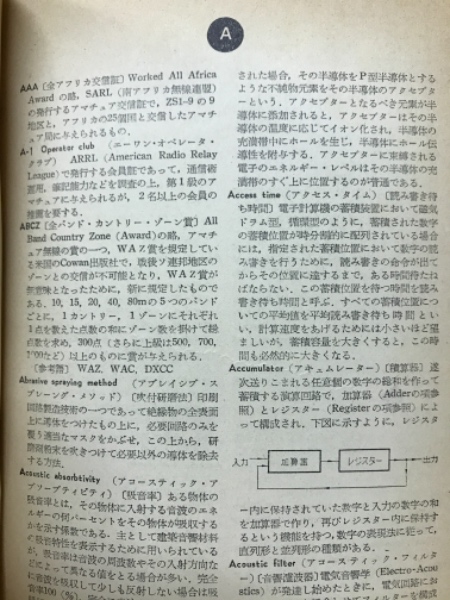 A
AAA〔全アフリカ交信証〕Worked All Africa
Award の略，SARL（南アフリカ無線連盟）
の発行するアマチュア交信証で，ZS1-9 の 9
地区と，アフリカの25個国と交信したアマチ
ュア局に与えられるもの．
A-1 Operator club （エーワン・オペレータ・
クラブ） ARRL (American Radio Relay
League) で発行する会員証であって，通信術
運用，
マチュアに与えられるが，2名以上の会員の
推薦を要する．
ABCZ〔全バンド・カントリー・ゾーン賞〕All
Band Country Zone (Award) の略，アマチ
ュア無線の賞の一つ，WAZ賞を規定してい
る米国のCowan出版社で，戦後ソ連邦地区の
ゾーンとの交信が不可能となり，WAZ賞が
無意味となったために，新に規定したもので
ある．10, 15, 20, 40, 80mの5つのバンド
ごとに，1カントリー，1ゾーンにそれぞれ
1点を数えた点数の和にゾーン数を掛けて総
点数を求め，300点（さらに上級は500, 700,
1000など）以上のものに賞が与えられる．
〔参考語〕WAZ, WAC, DXCC
Abrasive spraying method （アブレイシブ・ス
プレーング・メソッド）〔吹付研磨法〕印刷
回路製造技術の一つであって絶縁物の全表面
上に導体をつけたもの上に，必要回路のみを
覆う適当なマスクをかぶせ，この上から，研
磨剤粉末を吹きつけて必要以外の導体を除去
する方法．
Acoustic absorbtivity （アコースティック・ア
ブソープティビティ）〔吸音率〕ある物体の
吸音率とは，その物体に入射する音波のエネ
ルギーの何パーセントをその物体が吸収する
かを示す係数である．主として建築音響材料
の吸音特性を表示するために用いられている
が，吸音率は音波の周波数やその入射方向な
どによって異なる値をとる場合が多い．完全
に音波を吸収して少しも反射しない場合は吸
された場合，その半導体をP型半導体とする
ような不純物元素をその半導体のアクセプタ
ーという．アクセプターとなるべき元素が半
導体に添加されると，アクセプターはその半
導体の温度に応じてイオン化され，半導体の
充満帯中にホールを生じ，半導体にホール伝
導性を附与する．アクセプターに束縛される
電子のエネルギー・レベルはその半導体の充
満帯のすぐ上に位置するのが普通である．
Access time （アクセス・タイム）〔読み書き待
ち時間〕電子計算機の蓄積装置において磁気
ドラム型，循環型のように，蓄積された数字
の蓄積位置が時分割的に配列されている場合
には，指定された蓄積位置において数字の読
み書きを行うために，読み書きの命令が出て
からその位置に達するまで，ある時間待たね
ばならない．この蓄積位置を待つ時間を読み
書き待ち時間と呼ぶ．すべての蓄積位置につ
いての平均値を平均読み書き待ち時間とい
い，計算速度をあげるためには小さいほど望
ましいが，蓄積容量を大きくすると，この時
間も必然的に大きくなる．
Accumulator （アキュムレーター）〔積算器〕逐
次送りこまれる任意個の数字の総和を作って
蓄積する演算回路で，加算器（Adderの項参
照）とレジスター（Registerの項参照）によ
って構成され，下図に示すように，レジスタ
入力 加算器 レジスター 出力
ー内に保持されていた数字と入力の数字の和
を加算器で作り，再びレジスター内に保持す
るという機能を持つ．数字の表現法に従って，
直列形と並列形の種類がある．
Acoustic filter （アコースティック・フィルタ
ー）〔音響濾波器〕電気音響学（Electro-Acou
stics）が発達し始めたときに，電気回路にお